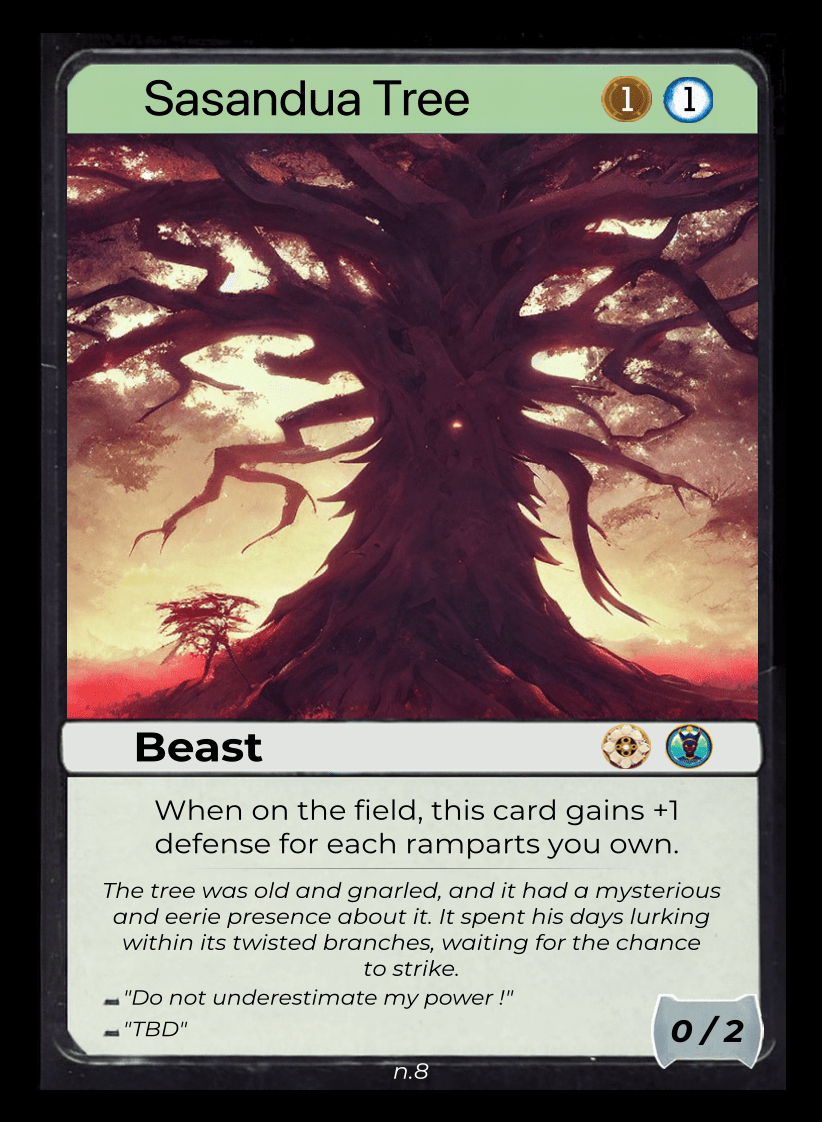 Sasandua Tree 1 1
Beast
When on the field, this card gains +1
defense for each ramparts you own.
The tree was old and gnarled, and it had a mysterious
and eerie presence about it. It spent his days lurking
within its twisted branches, waiting for the chance
to strike.
"Do not underestimate my power !"
"TBD"
0 / 2
n.8